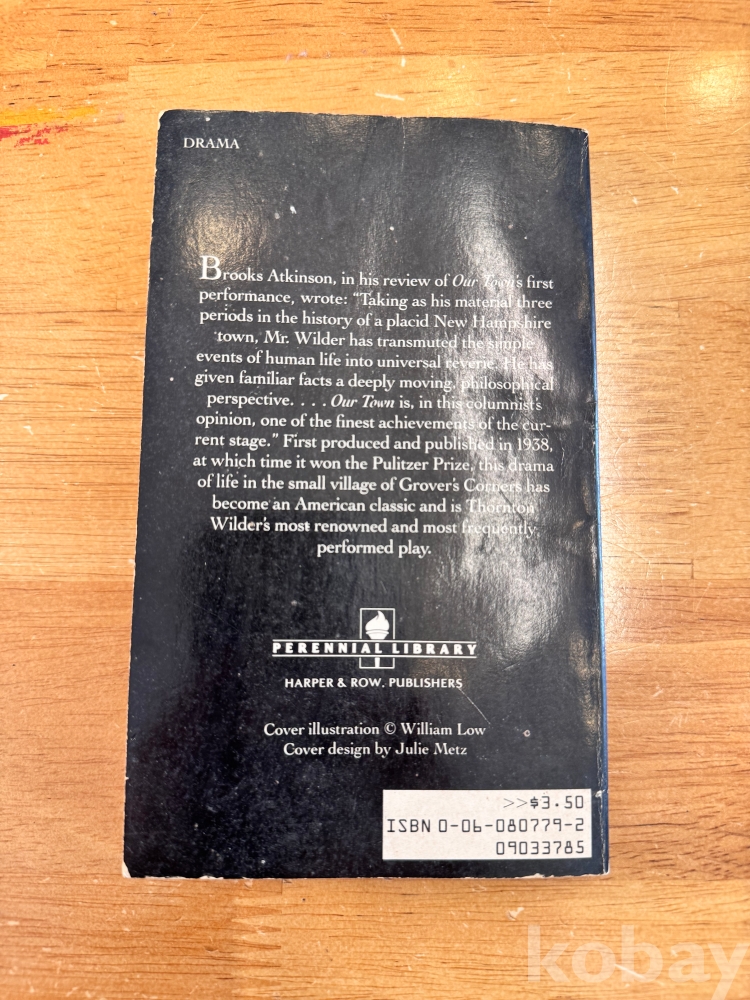 DRAMA
Brooks Atkinson, in his review of Our Town's first
performance, wrote: "Taking as his material three
periods in the history of a placid New Hampshire
town, Mr. Wilder has transmuted the simple
events of human life into universal reverie. He has
given familiar facts a deeply moving, philosophical
perspective. . . . Our Town is, in this columnist's
opinion, one of the finest achievements of the cur-
rent stage." First produced and published in 1938,
at which time it won the Pulitzer Prize, this drama
of life in the small village of Grover's Corners has
become an American classic and is Thornton
Wilder's most renowned and most frequently
performed play.
PERENNIAL LIBRARY
HARPER & ROW, PUBLISHERS
Cover illustration © William Low
Cover design by Julie Metz
>>$3.50
ISBN 0-06-080779-2
09033785
kobay